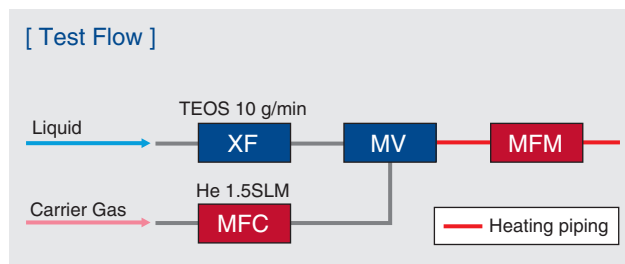 [ Test Flow ]
TEOS 10 g/min
Liquid
XF
MV
MFM
He 1.5SLM
Carrier Gas
MFC
Heating piping